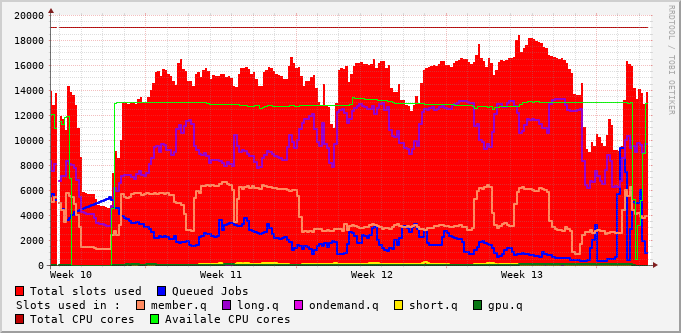 20000
18000
16000
14000
12000
10000
8000
6000
4000
2000
0
Week 10 Week 11 Week 12 Week 13
RRDTOOL / TOBI OETIKER
Total slots used Queued Jobs
Slots used in : member.q long.q ondemand.q short.q gpu.q
Total CPU cores Availale CPU cores